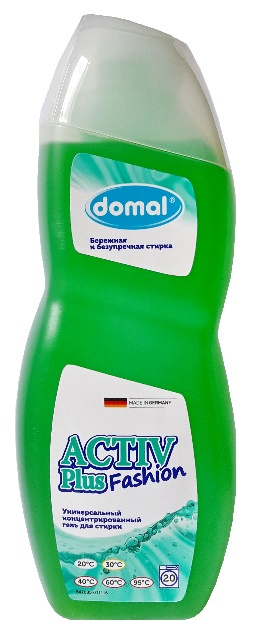 domal®
Бережная
и безупречная стирка
MADE IN GERMANY
ACTIV
Plus Fashion
Универсальный
концентрированный
гель для стирки
20°C 30°C
40°C 60°C 95°C 20